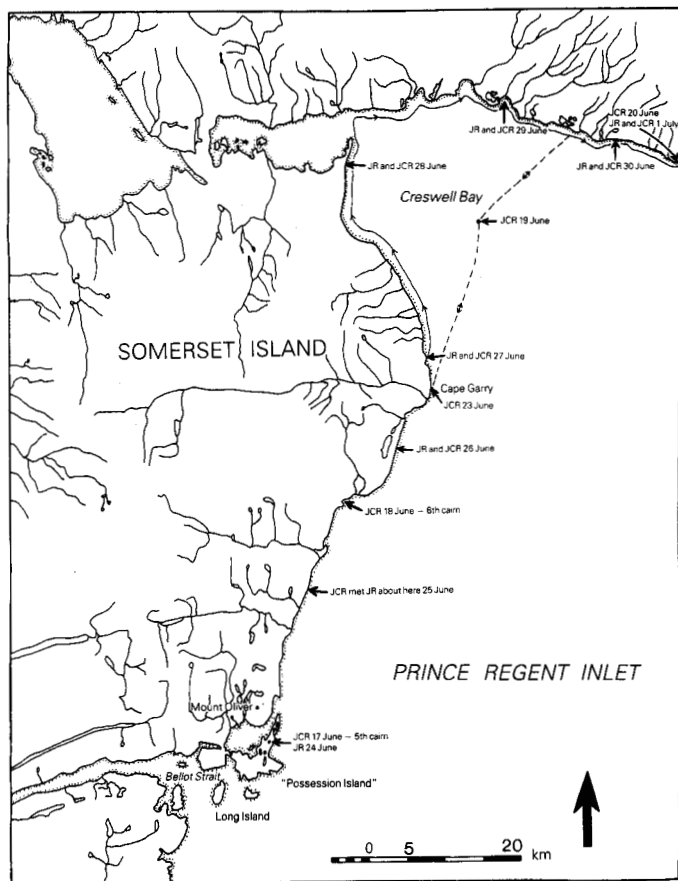 JCR 20 June
JR and JCR 1 July
JR and JCR 29 June
JR and JCR 30 June
JR and JCR 28 June
Creswell Bay
JCR 19 June
SOMERSET ISLAND
JR and JCR 27 June
Cape Garry
JCR 23 June
JR and JCR 26 June
JCR 18 June – 6th cairn
JCR met JR about here 25 June
PRINCE REGENT INLET
Mount Oliver
JCR 17 June – 5th cairn
JR 24 June
Bellot Strait
"Possession Island"
Long Island
0 5 20
km